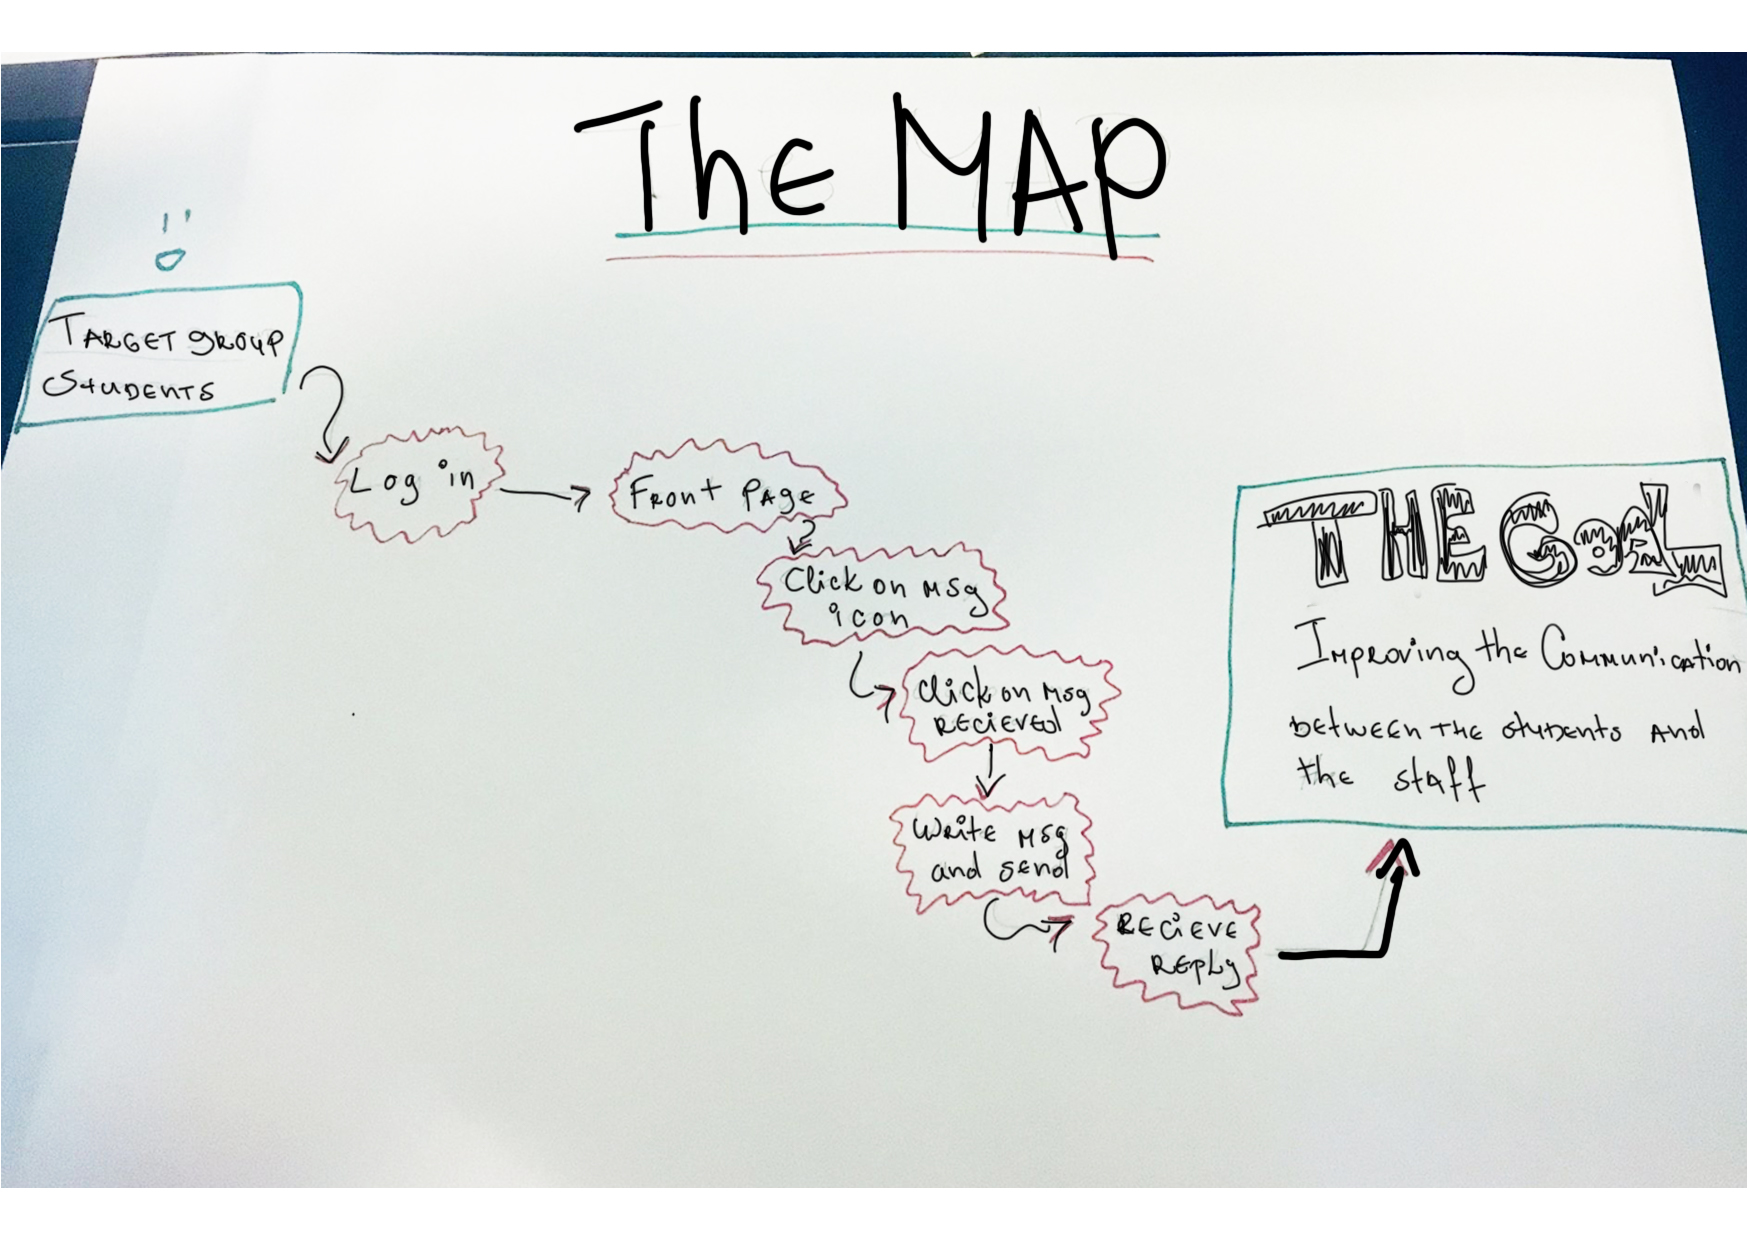 The MAP
TARGET group
Students
Log in
Front Page
Click on msg
icon
Click on msg
Recieved
Write msg
and send
Recieve
Reply
THE GoaL
Improving the Communication
between the students and
the staff